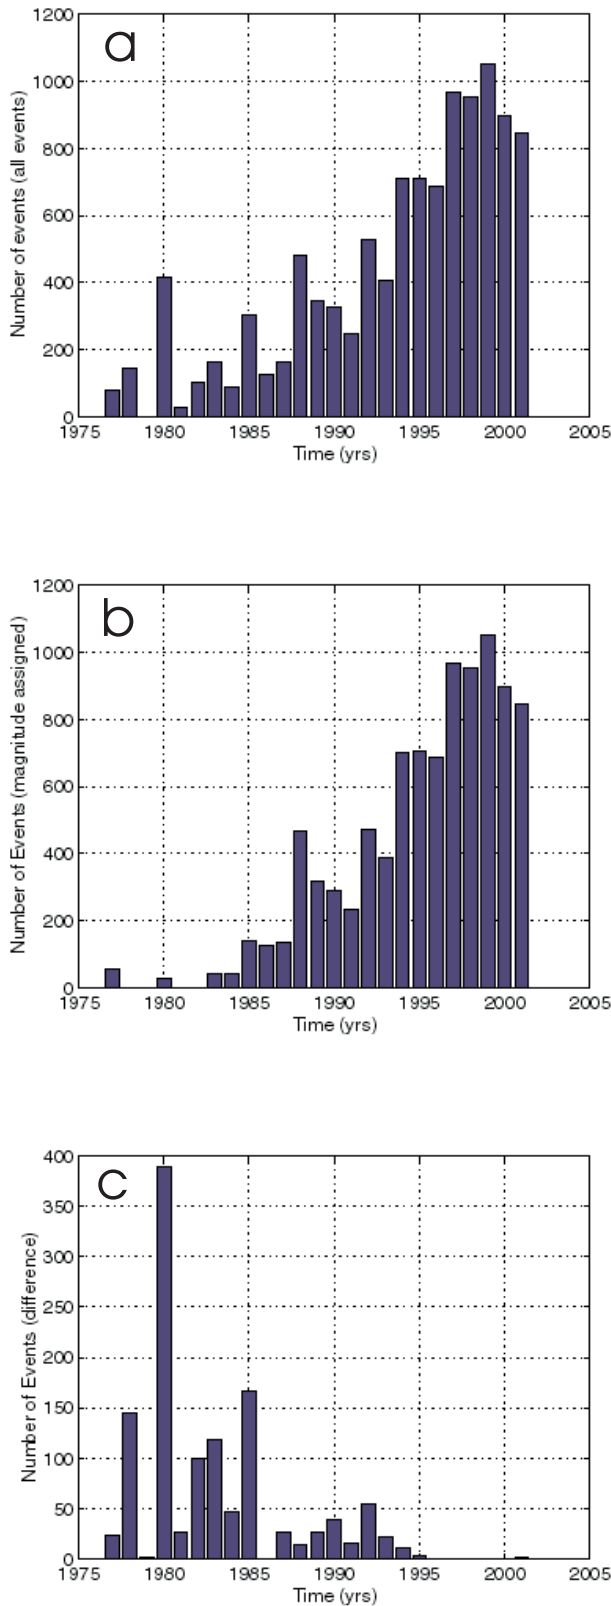 a
1200
1000
800
600
400
200
0
Number of events (all events)
1975 1980 1985 1990 1995 2000 2005
Time (yrs)
b
1200
1000
800
600
400
200
0
Number of Events (magnitude assigned)
1975 1980 1985 1990 1995 2000 2005
Time (yrs)
c
400
350
300
250
200
150
100
50
0
Number of Events (difference)
1975 1980 1985 1990 1995 2000 2005
Time (yrs)